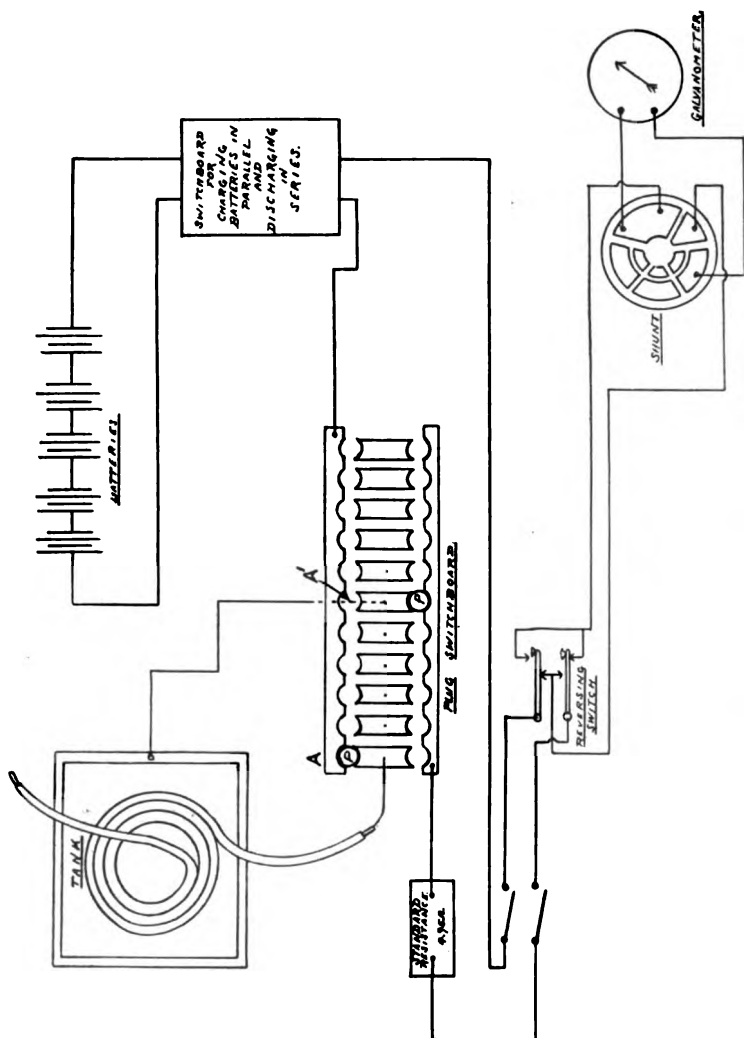 SWITCHBOARD
FOR
CHARGING
BATTERIES IN
PARALLEL
AND
DISCHARGING
IN
SERIES.
BATTERIES
TANK
A
A'
P
P
PLUG SWITCHBOARD.
STANDARD
RESISTANCE
REVERSING
SWITCH
SHUNT
GALVANOMETER